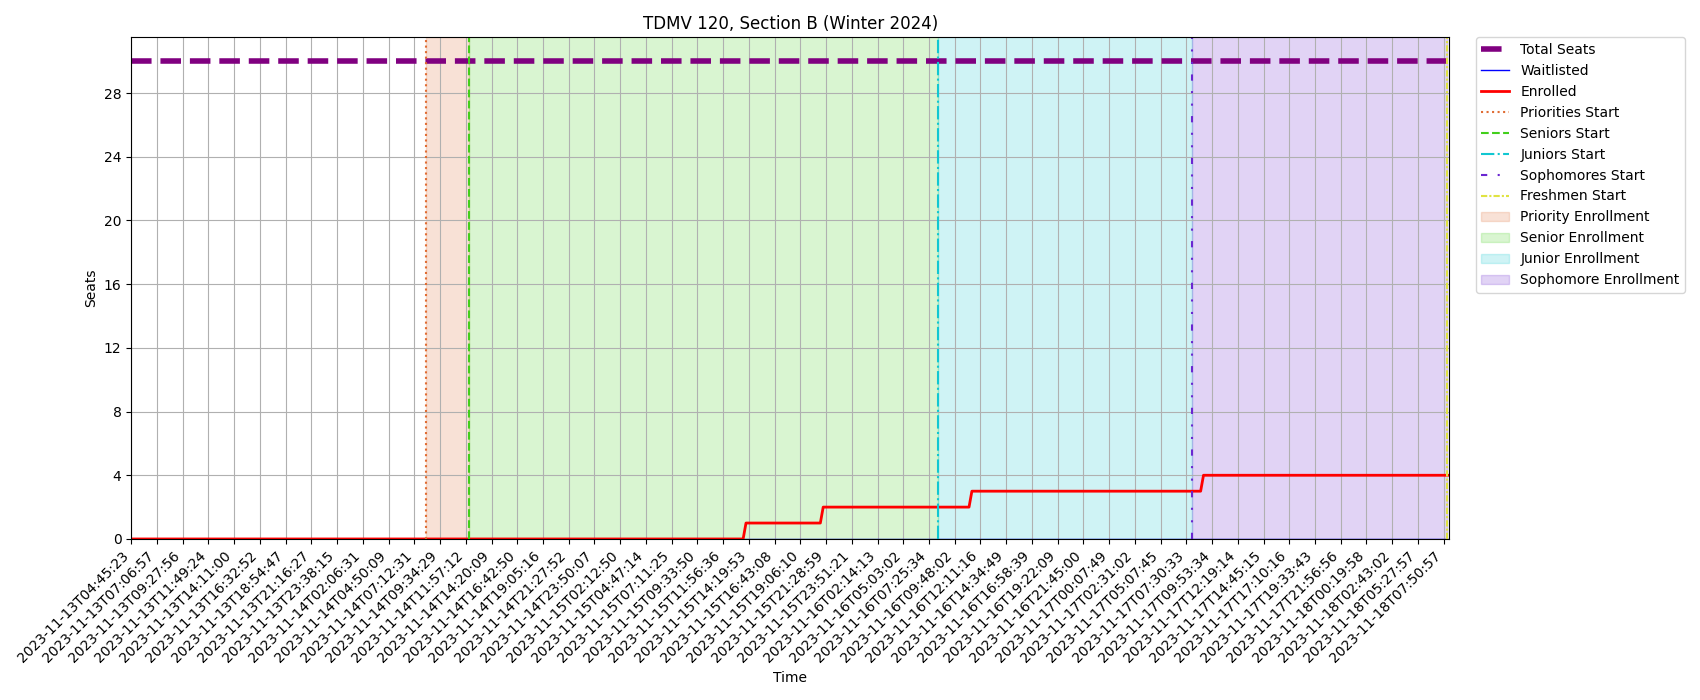 TDMV 120, Section B (Winter 2024)
Total Seats
Waitlisted
Enrolled
Priorities Start
Seniors Start
Juniors Start
Sophomores Start
Freshmen Start
Priority Enrollment
Senior Enrollment
Junior Enrollment
Sophomore Enrollment
Seats
28
24
20
16
12
8
4
0
2023-11-13T04:45:23
2023-11-13T07:06:57
2023-11-13T09:27:56
2023-11-13T11:49:24
2023-11-13T14:11:00
2023-11-13T16:32:52
2023-11-13T18:54:47
2023-11-13T21:16:27
2023-11-13T23:38:15
2023-11-14T02:06:31
2023-11-14T04:50:09
2023-11-14T07:12:31
2023-11-14T09:34:29
2023-11-14T11:57:12
2023-11-14T14:20:09
2023-11-14T16:42:50
2023-11-14T19:05:16
2023-11-14T21:27:52
2023-11-14T23:50:07
2023-11-15T02:12:50
2023-11-15T04:47:14
2023-11-15T07:11:25
2023-11-15T09:33:50
2023-11-15T11:56:36
2023-11-15T14:19:53
2023-11-15T16:43:08
2023-11-15T19:06:10
2023-11-15T21:28:59
2023-11-15T23:51:21
2023-11-16T02:14:13
2023-11-16T05:03:02
2023-11-16T07:25:34
2023-11-16T09:48:02
2023-11-16T12:11:16
2023-11-16T14:34:49
2023-11-16T16:58:39
2023-11-16T19:22:09
2023-11-16T21:45:00
2023-11-17T00:07:49
2023-11-17T02:31:02
2023-11-17T05:07:45
2023-11-17T07:30:33
2023-11-17T09:53:34
2023-11-17T12:19:14
2023-11-17T14:45:15
2023-11-17T17:10:16
2023-11-17T19:33:43
2023-11-17T21:56:56
2023-11-18T00:19:58
2023-11-18T02:43:02
2023-11-18T05:27:57
2023-11-18T07:50:57
Time